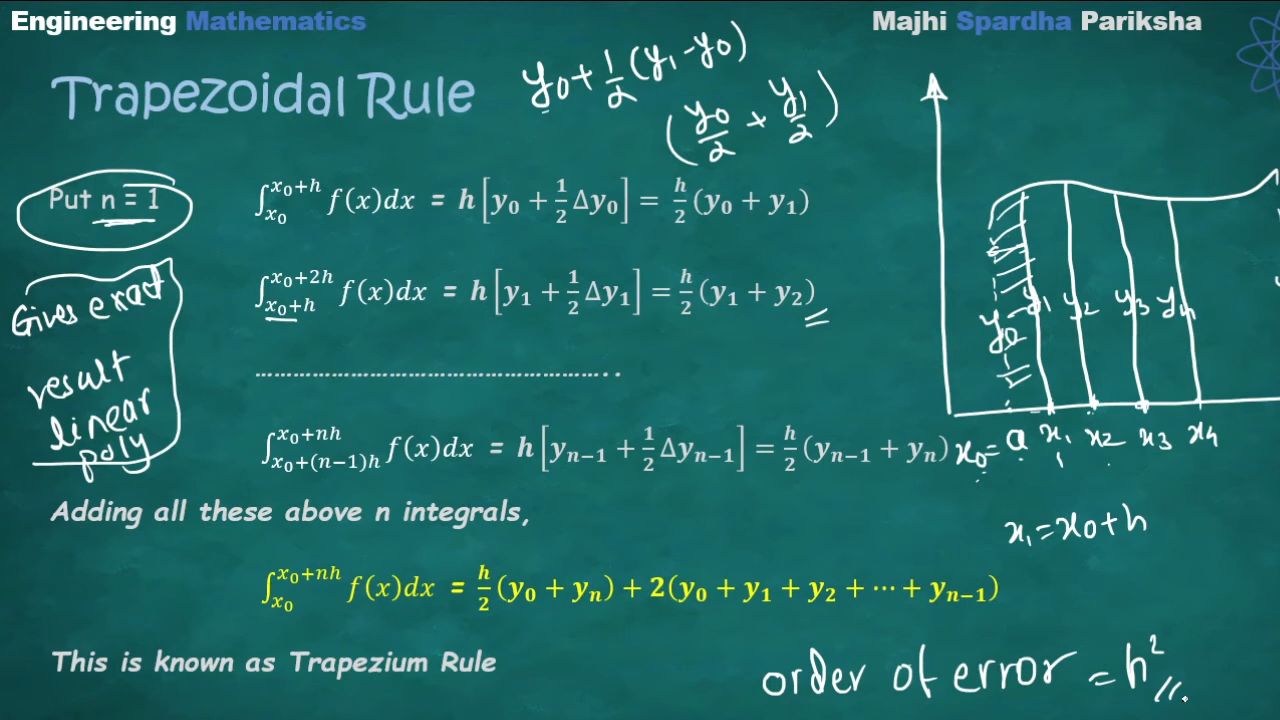 Engineering Mathematics
Majhi Spardha Pariksha
Trapezoidal Rule
y₀ + 1/2 (y₁ - y₀)
(y₀/2 + y₁/2)
Put n = 1
∫_{x₀}^{x₀+h} f(x)dx = h[y₀ + 1/2 Δy₀] = h/2 (y₀ + y₁)
Gives exact
result
linear
poly
∫_{x₀+h}^{x₀+2h} f(x)dx = h[y₁ + 1/2 Δy₁] = h/2 (y₁ + y₂)
……………………………………………..
∫_{x₀+(n−1)h}^{x₀+nh} f(x)dx = h[y_{n−1} + 1/2 Δy_{n−1}] = h/2 (y_{n−1} + y_n)
y₀ y₁ y₂ y₃ y₄
x₀= a x₁ x₂ x₃ x₄
x₁ = x₀ + h
Adding all these above n integrals,
∫_{x₀}^{x₀+nh} f(x)dx = h/2 (y₀ + y_n) + 2(y₀ + y₁ + y₂ + ⋯ + y_{n−1})
This is known as Trapezium Rule
order of error = h²